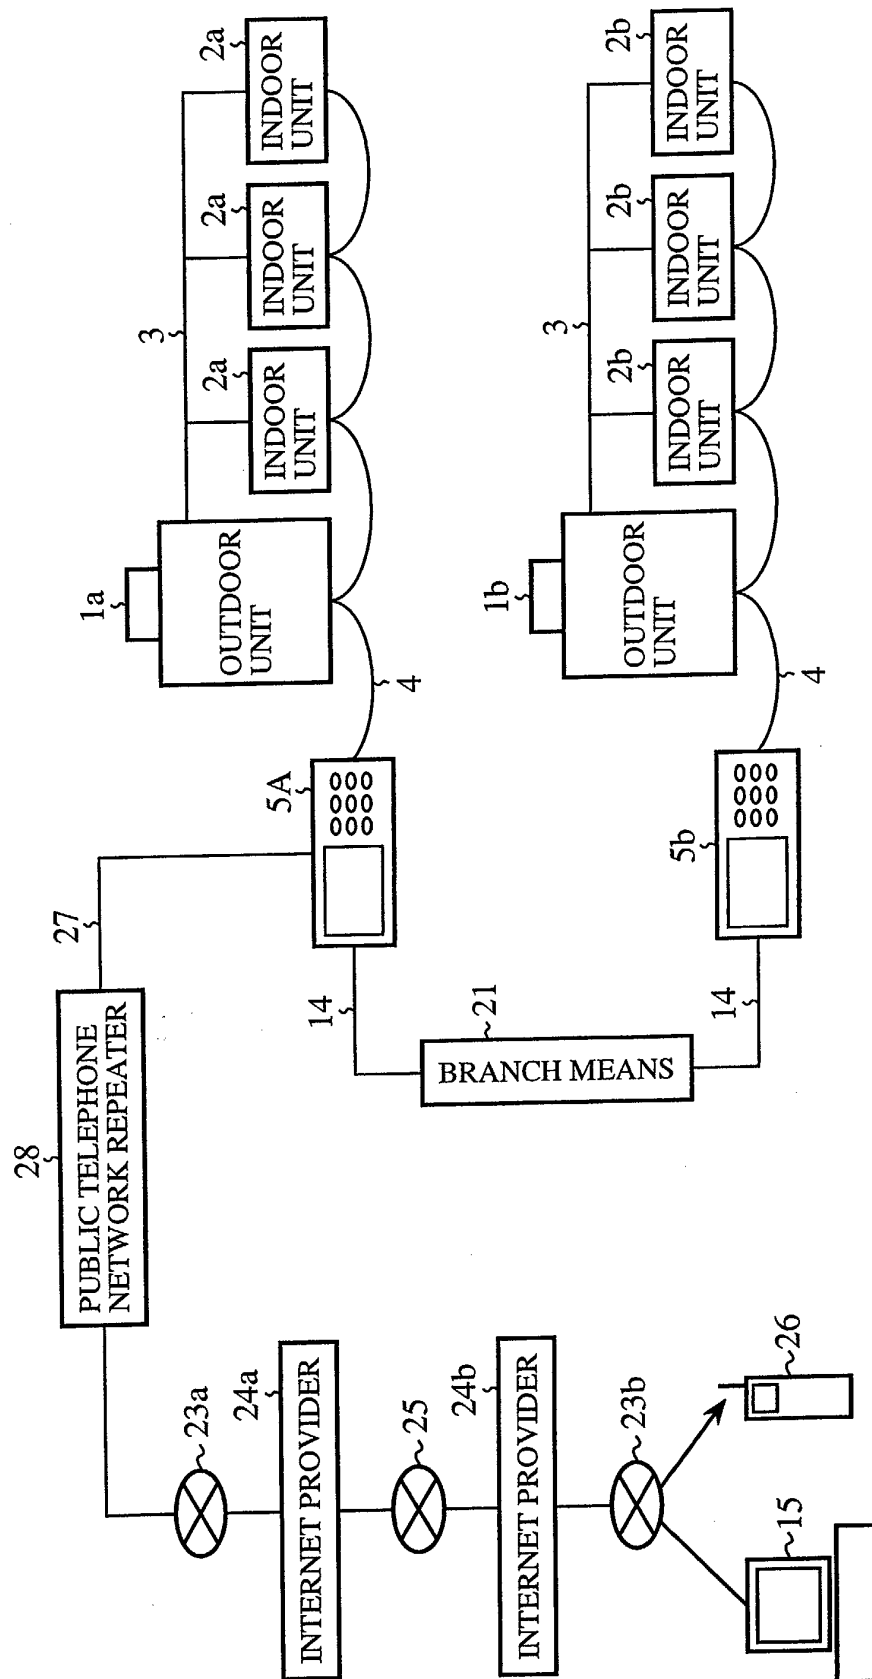 28
PUBLIC TELEPHONE
NETWORK REPEATER
27
23a
24a
INTERNET PROVIDER
25
24b
INTERNET PROVIDER
23b
15
26
5A
14
21
BRANCH MEANS
14
5b
1a
OUTDOOR
UNIT
4
3
2a
INDOOR
UNIT
2a
INDOOR
UNIT
2a
INDOOR
UNIT
1b
OUTDOOR
UNIT
4
3
2b
INDOOR
UNIT
2b
INDOOR
UNIT
2b
INDOOR
UNIT